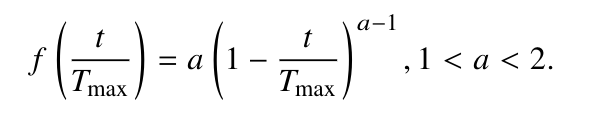 f(t/T_max) = a(1 − t/T_max)^{a−1}, 1 < a < 2.